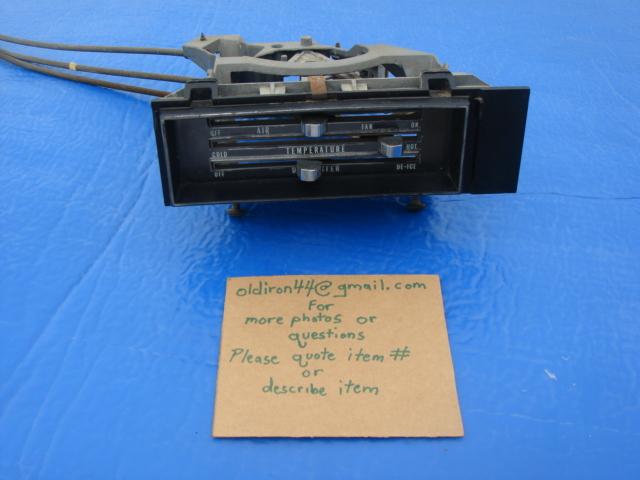 OFF AIR FAN ON
COLD TEMPERATURE HOT
OFF DE-ICE
oldiron44@gmail.com
For
more photos or
questions
Please quote item #
or
describe item